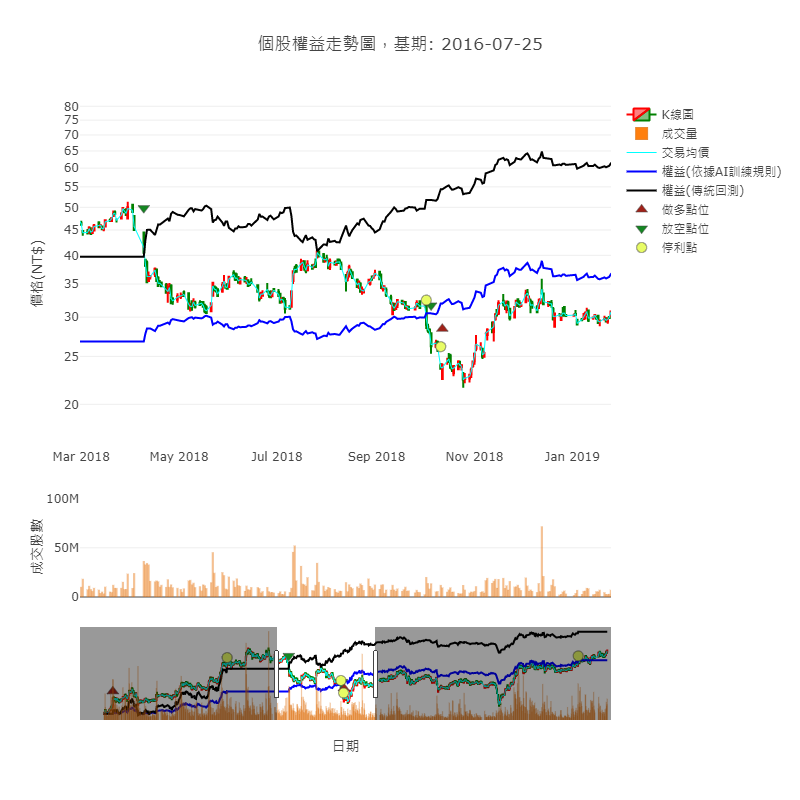 個股權益走勢圖，基期: 2016-07-25
80
75
70
65
60
55
50
45
40
35
30
25
20
價格(NT$)
Mar 2018
May 2018
Jul 2018
Sep 2018
Nov 2018
Jan 2019
K線圖
成交量
交易均價
權益(依據AI訓練規則)
權益(傳統回測)
做多點位
放空點位
停利點
100M
50M
0
成交股數
日期